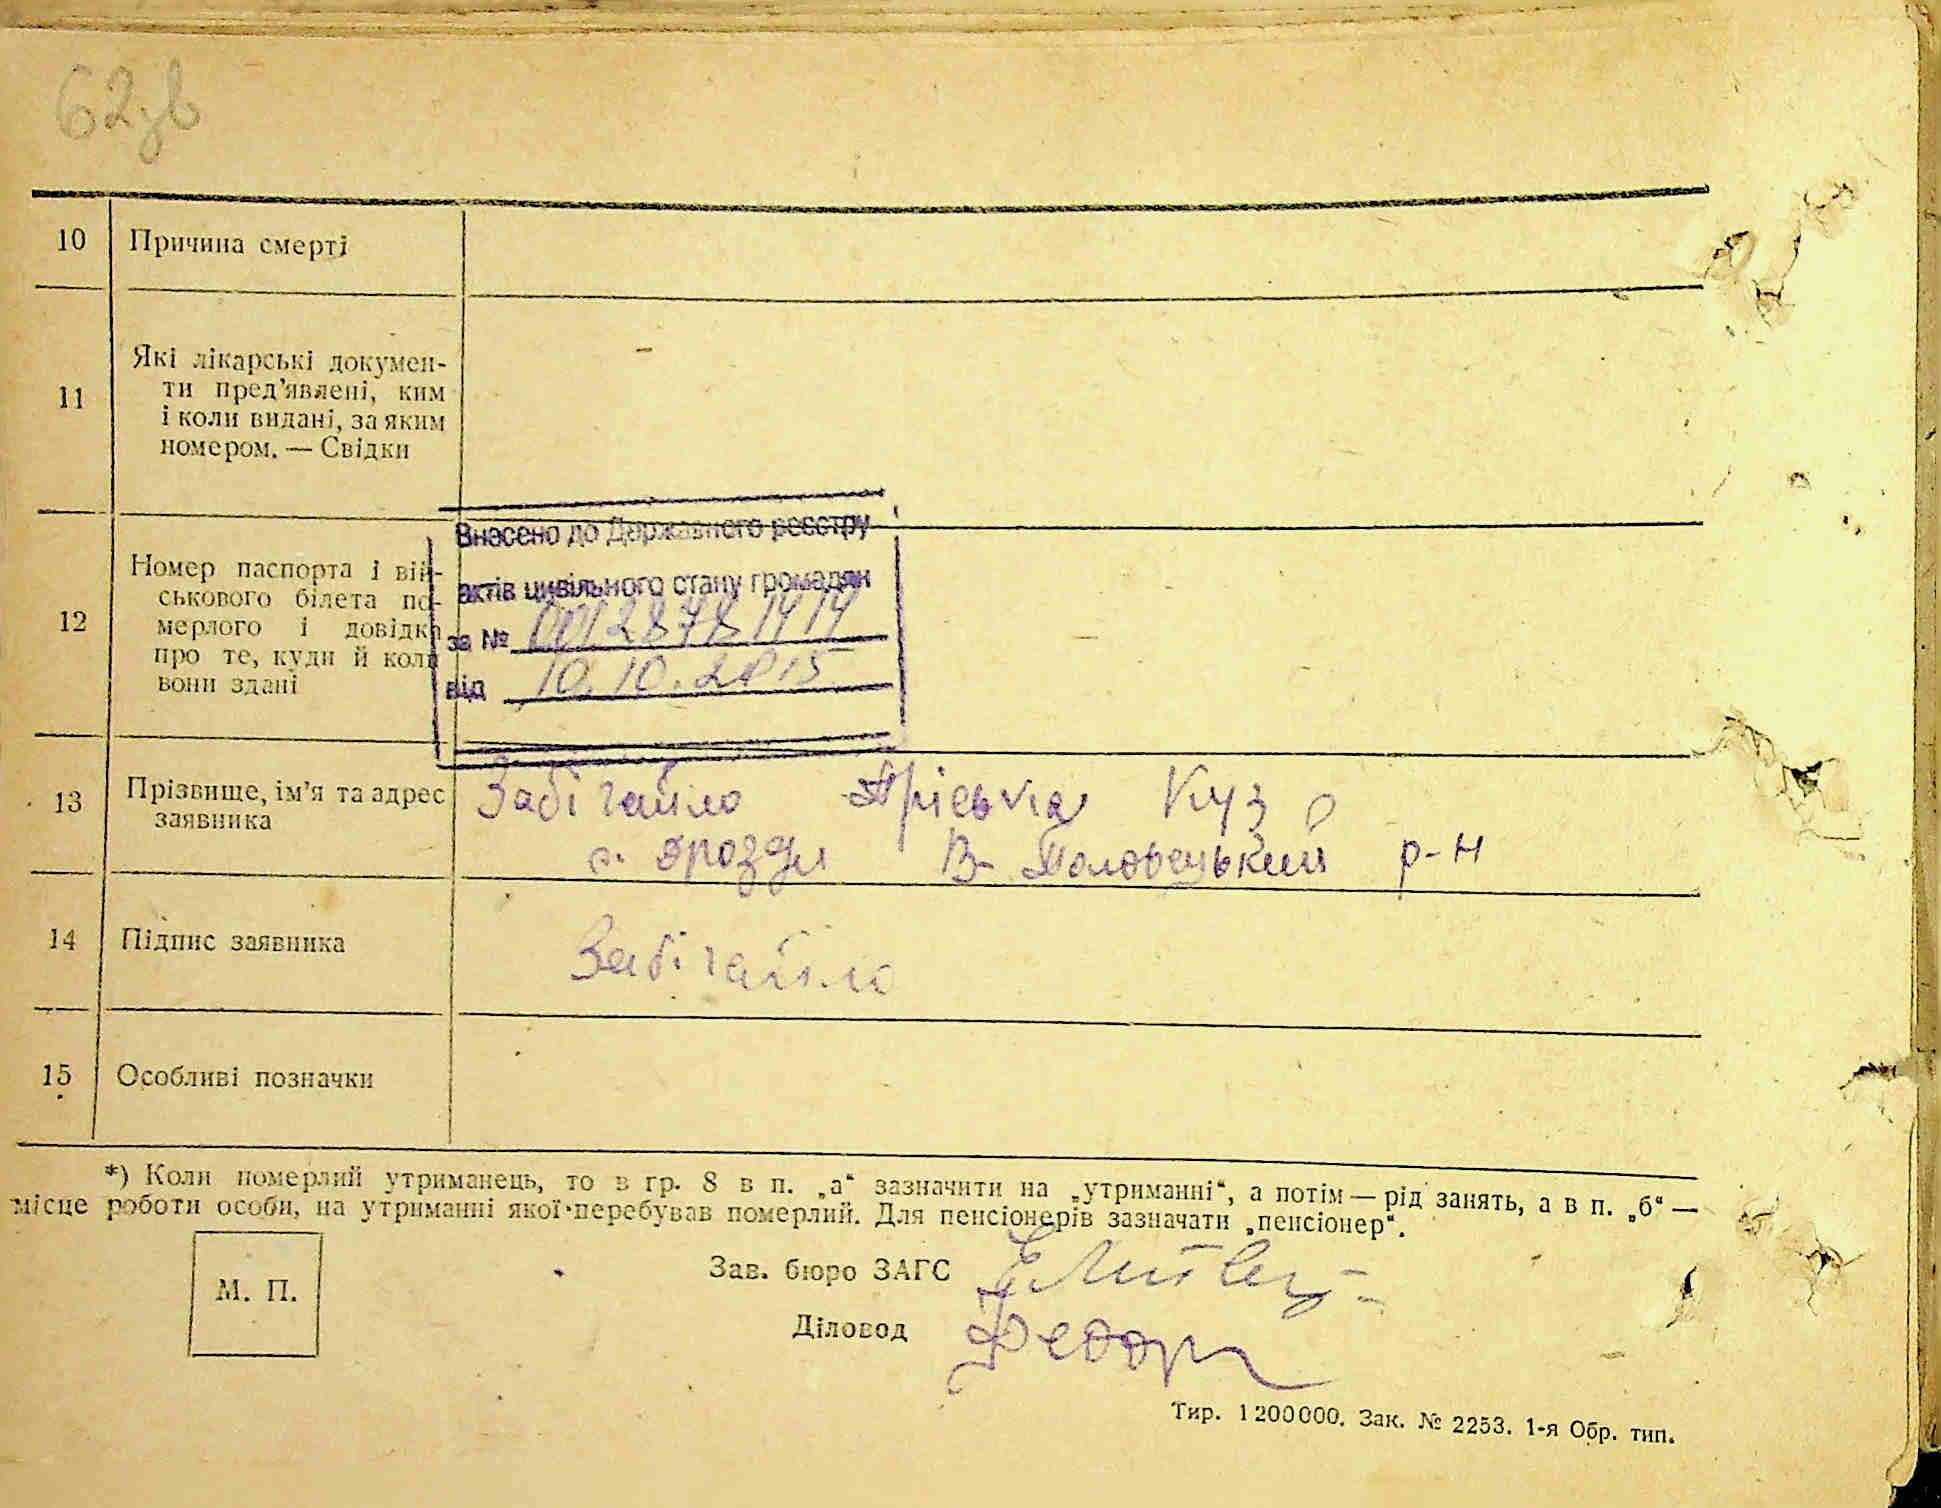 62зв
10 Причина смерті
11 Які лікарські докумен-
ти пред’явлені, ким
і коли видані, за яким
номером. — Свідки
Внесено до Державного реєстру
актів цивільного стану громадян
за № 00128781414
від 10.10.2015
12 Номер паспорта і вій-
ськового білета по-
мерлого і довідка
про те, куди й коли
вони здані
13 Прізвище, ім’я та адрес
заявника
Забігайло Куз
с. Дрозди В-Половецький р-н
14 Підпис заявника Забігайло
15 Особливі позначки
*) Коли померлий утриманець, то в гр. 8 в п. „а“ зазначити на „утриманні“, а потім — рід занять, а в п. „б“ —
місце роботи особи, на утриманні якої перебував померлий. Для пенсіонерів зазначати „пенсіонер“.
М. П.
Зав. бюро ЗАГС
Діловод
Тир. 1200000. Зак. № 2253. 1-я Обр. тип.